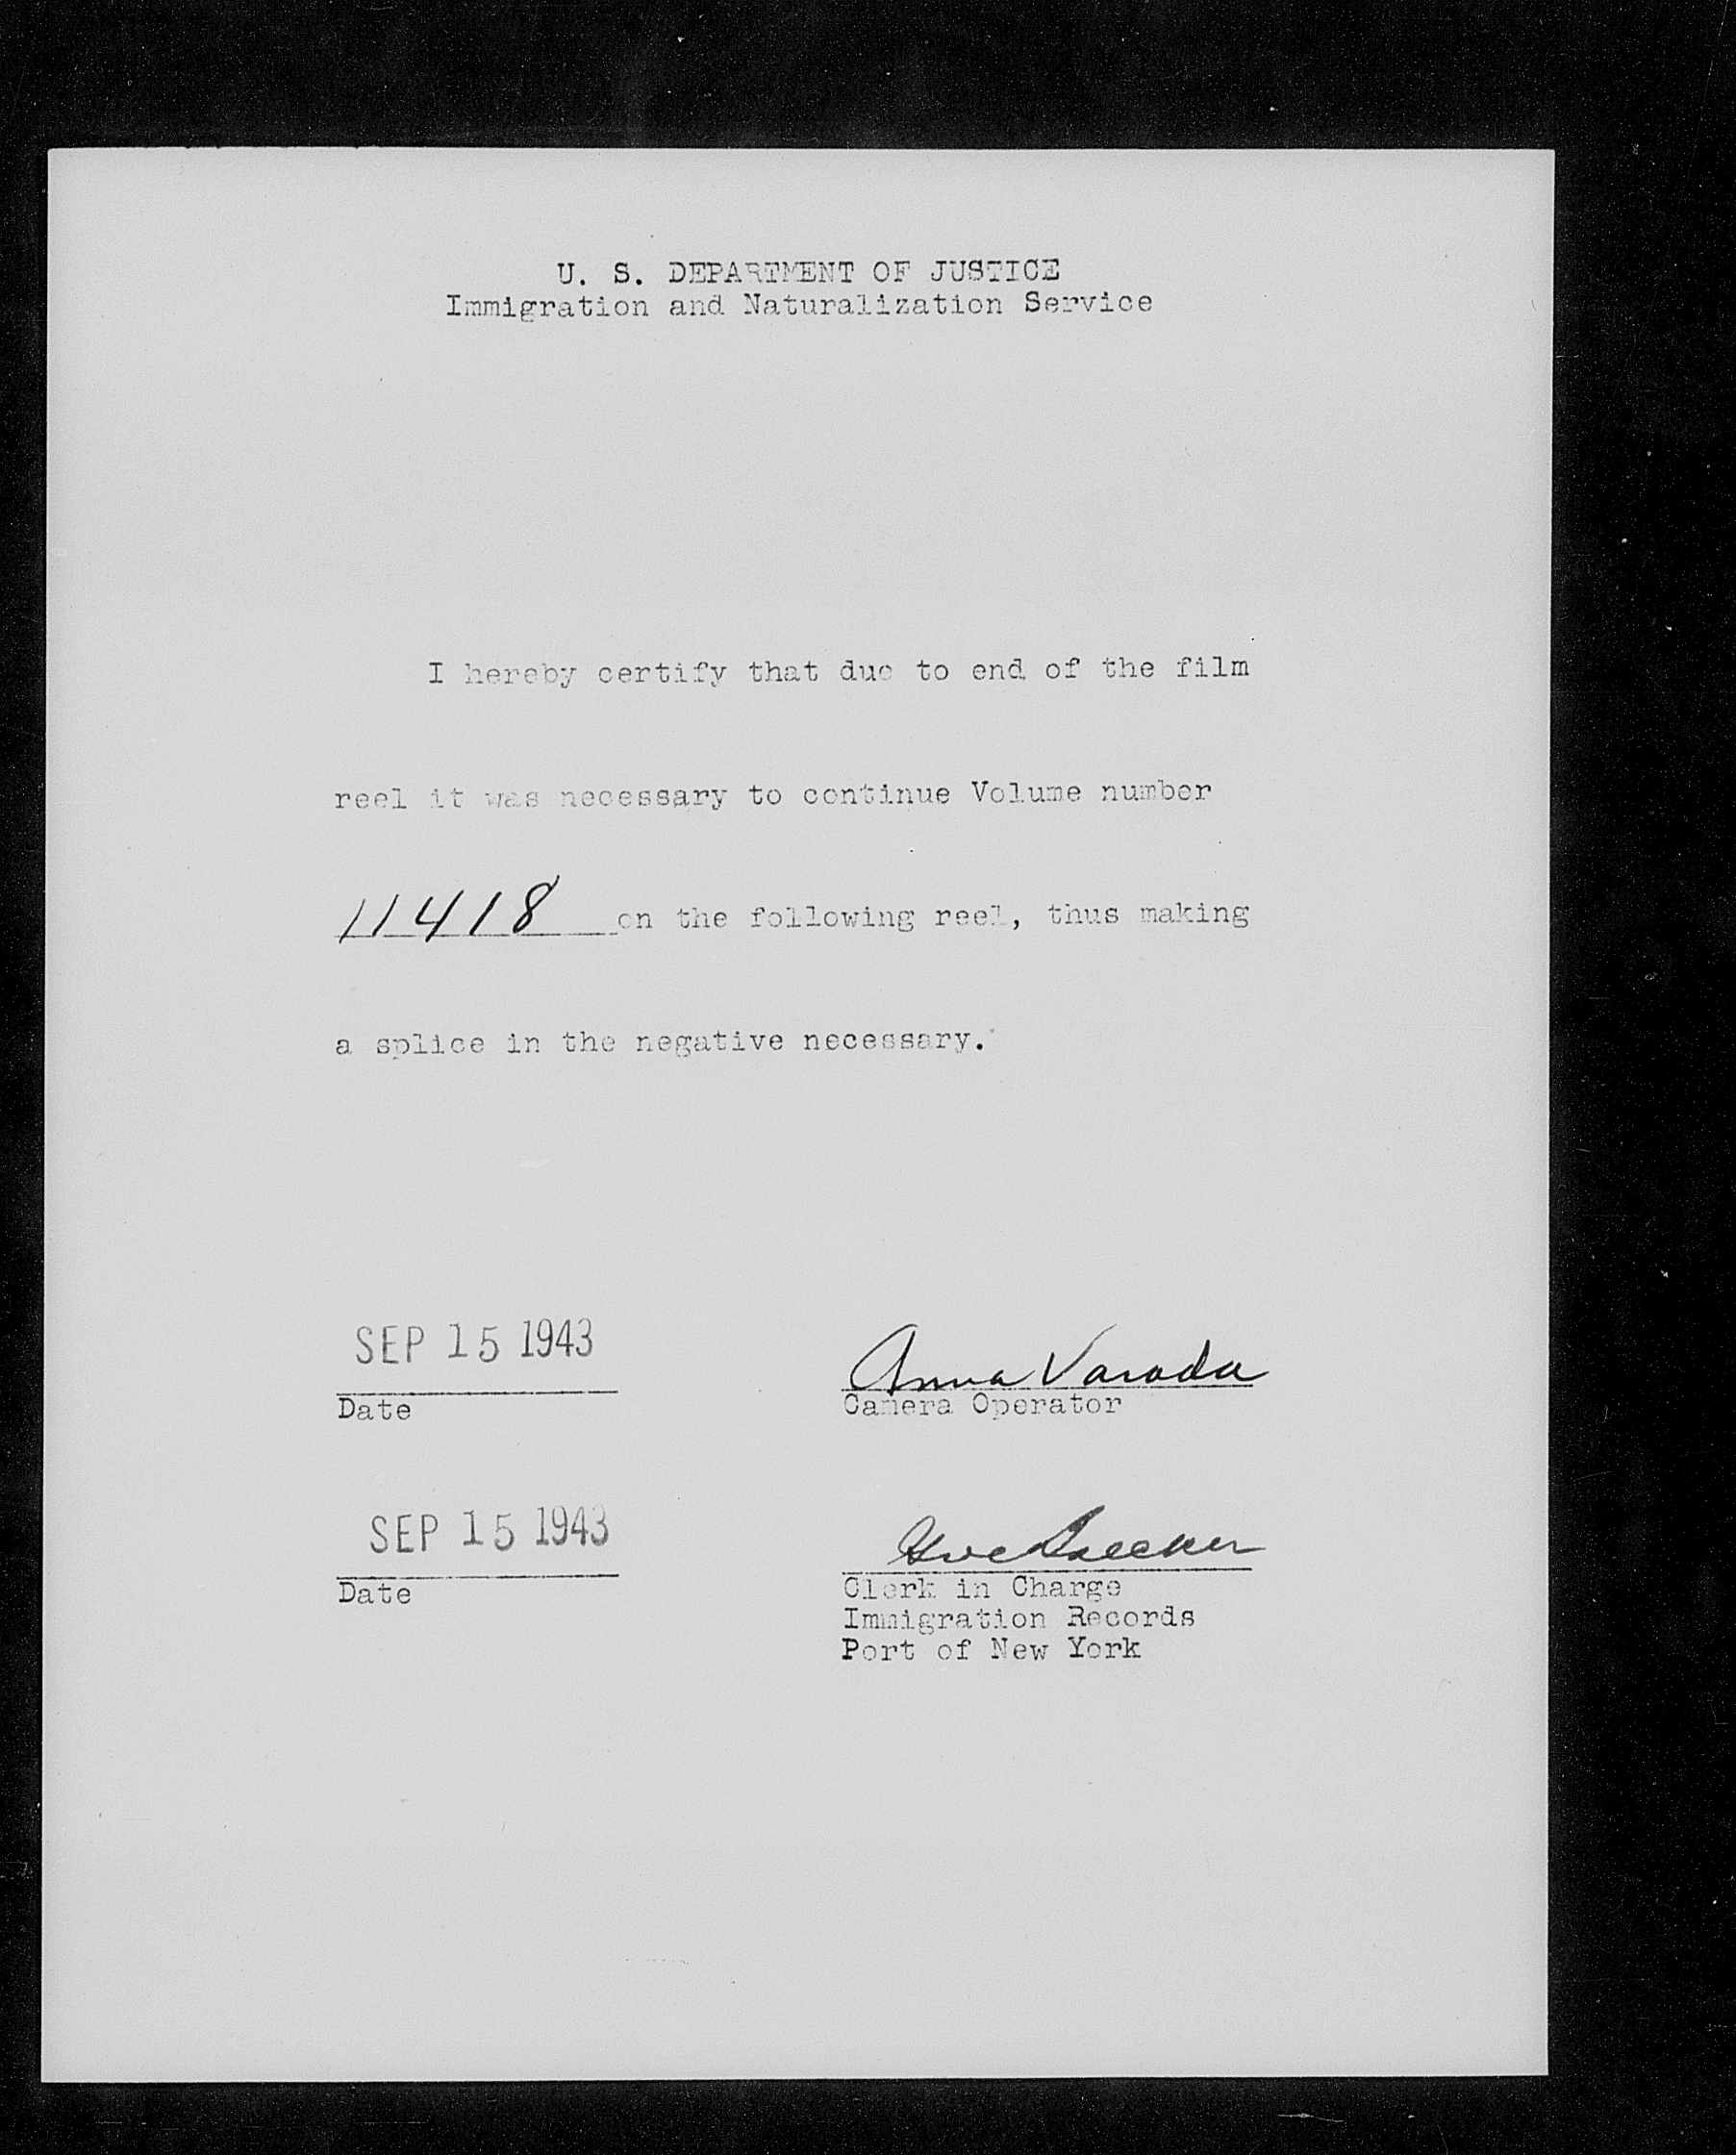 U. S. DEPARTMENT OF JUSTICE
Immigration and Naturalization Service
I hereby certify that due to end of the film
reel it was necessary to continue Volume number
11418 on the following reel, thus making
a splice in the negative necessary.
SEP 15 1943
Anna Varada
Date
Camera Operator
SEP 15 1943
Date
Clerk in Charge
Immigration Records
Port of New York